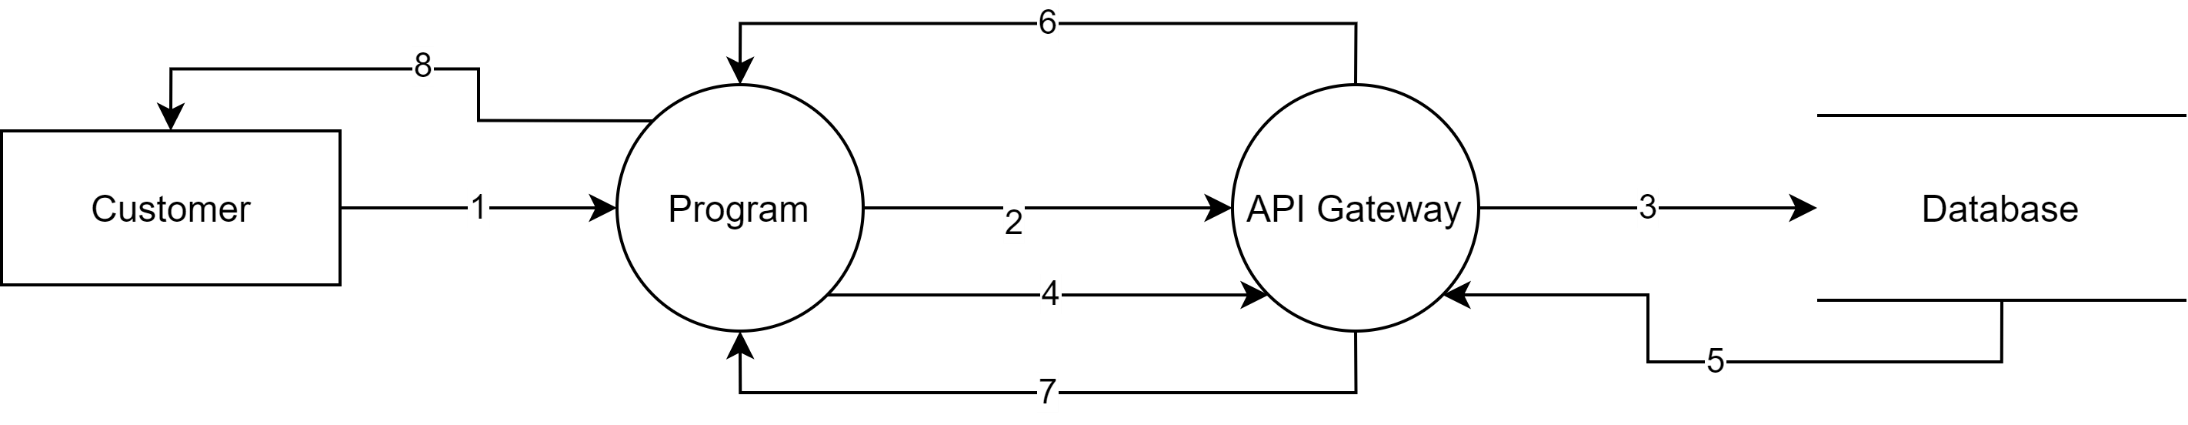 6
8
Customer
1
Program
2
API Gateway
3
Database
4
5
7